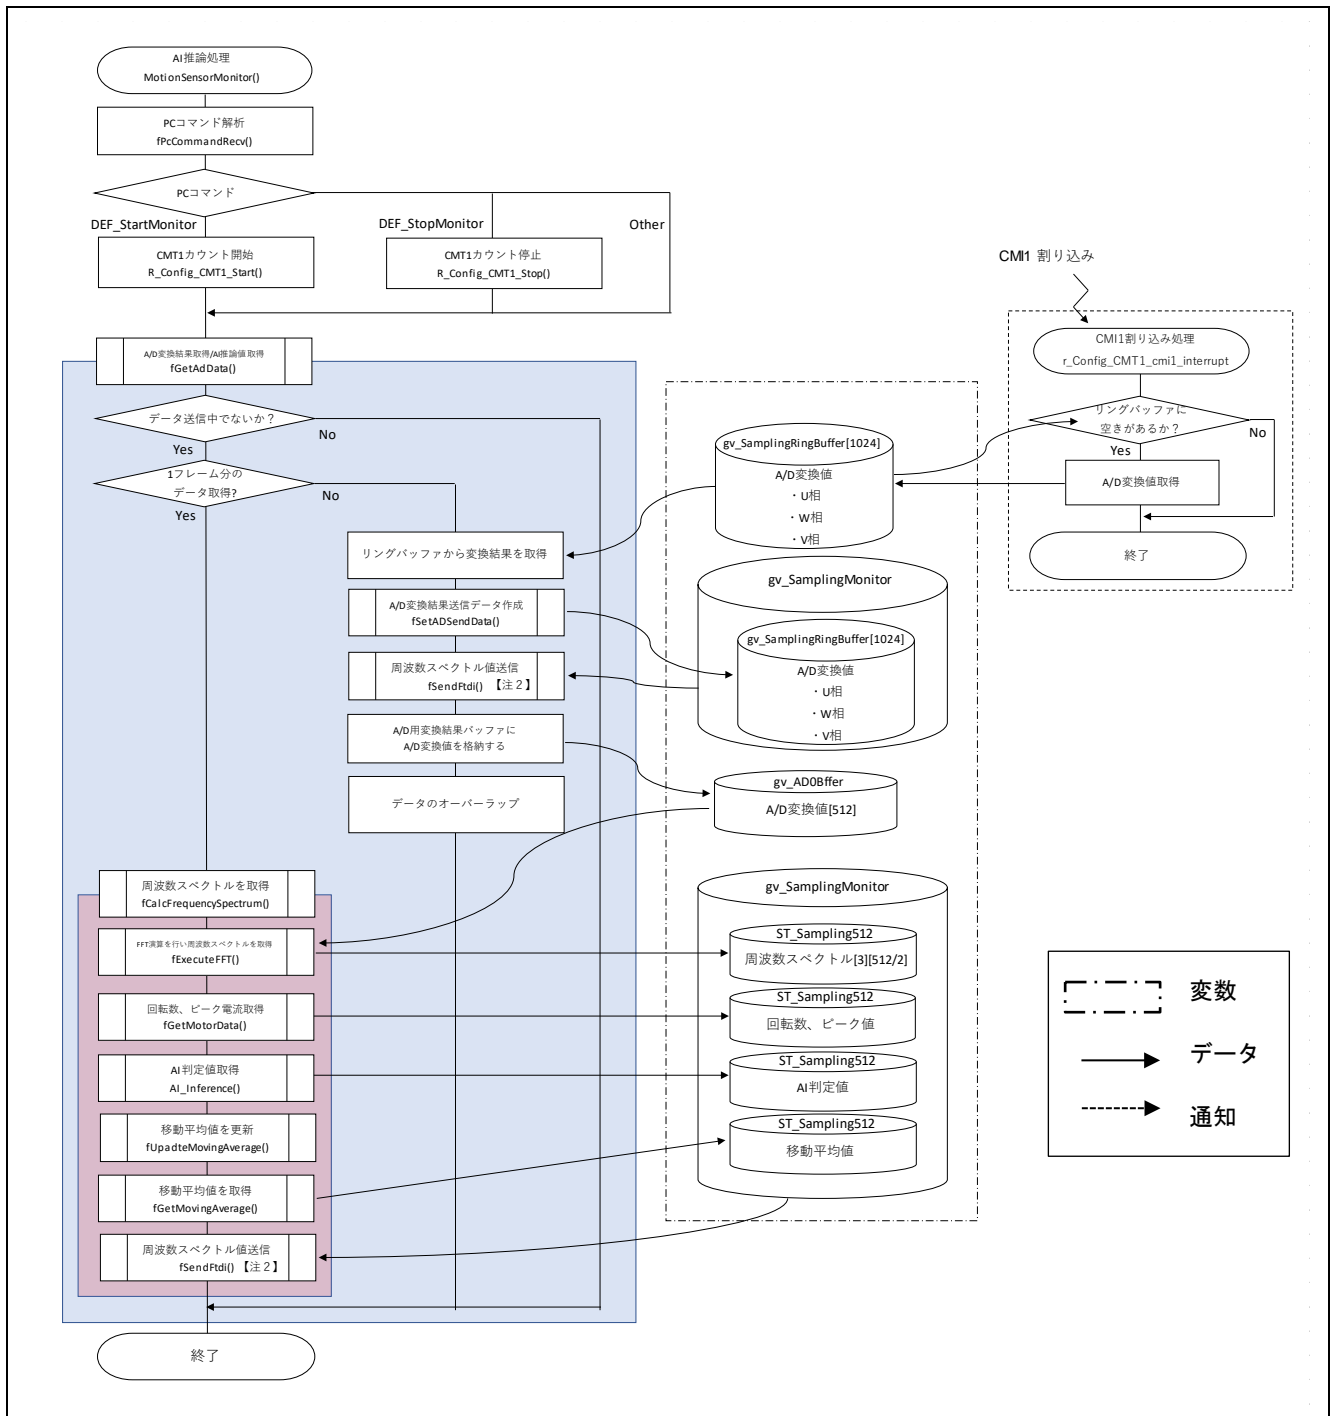 AI推論処理
MotionSensorMonitor()
PCコマンド解析
fPcCommandRecv()
PCコマンド
DEF_StartMonitor
DEF_StopMonitor
Other
CMT1カウント開始
R_Config_CMT1_Start()
CMT1カウント停止
R_Config_CMT1_Stop()
A/D変換結果取得/AI推論値取得
fGetAdData()
データ送信中でないか？
No
Yes
1フレーム分の
データ取得?
No
Yes
リングバッファから変換結果を取得
A/D変換結果送信データ作成
fSetADSendData()
周波数スペクトル値送信
fSendFtdi() 【注２】
A/D用変換結果バッファに
A/D変換値を格納する
データのオーバーラップ
周波数スペクトルを取得
fCalcFrequencySpectrum()
FFT演算を行い周波数スペクトルを取得
fExecuteFFT()
回転数、ピーク電流取得
fGetMotorData()
AI判定値取得
AI_Inference()
移動平均値を更新
fUpadteMovingAverage()
移動平均値を取得
fGetMovingAverage()
周波数スペクトル値送信
fSendFtdi() 【注２】
終了
gv_SamplingRingBuffer[1024]
A/D変換値
・U相
・W相
・V相
gv_SamplingMonitor
gv_SamplingRingBuffer[1024]
A/D変換値
・U相
・W相
・V相
gv_AD0Bffer
A/D変換値[512]
gv_SamplingMonitor
ST_Sampling512
周波数スペクトル[3][512/2]
ST_Sampling512
回転数、ピーク値
ST_Sampling512
AI判定値
ST_Sampling512
移動平均値
CMI1 割り込み
CMI1割り込み処理
r_Config_CMT1_cmi1_interrupt
リングバッファに
空きがあるか？
No
Yes
A/D変換値取得
終了
変数
データ
通知